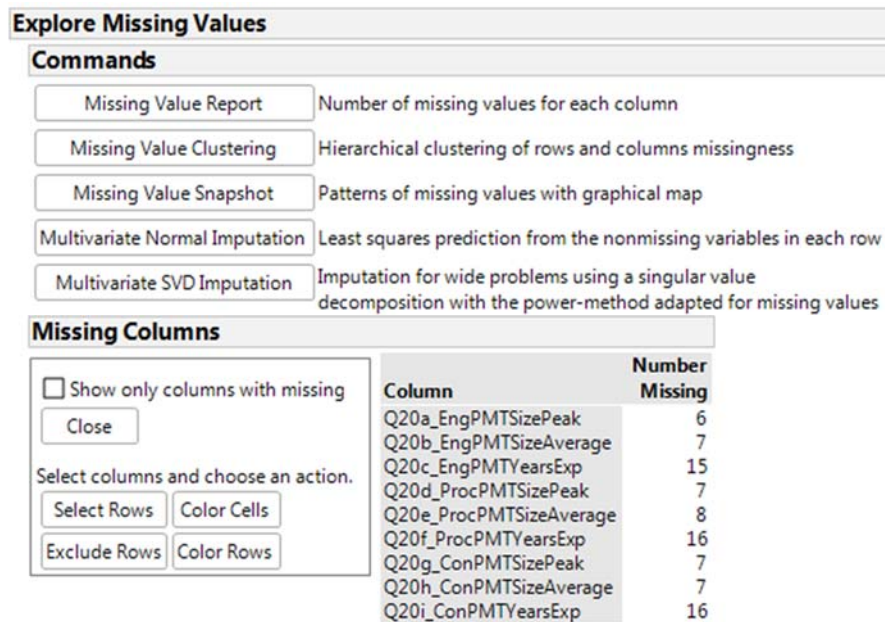 Explore Missing Values
Commands
Missing Value Report Number of missing values for each column
Missing Value Clustering Hierarchical clustering of rows and columns missingness
Missing Value Snapshot Patterns of missing values with graphical map
Multivariate Normal Imputation Least squares prediction from the nonmissing variables in each row
Multivariate SVD Imputation Imputation for wide problems using a singular value
decomposition with the power-method adapted for missing values
Missing Columns
Show only columns with missing
Close
Select columns and choose an action.
Select Rows Color Cells
Exclude Rows Color Rows
Number
Column Missing
Q20a_EngPMTSizePeak 6
Q20b_EngPMTSizeAverage 7
Q20c_EngPMTYearsExp 15
Q20d_ProcPMTSizePeak 7
Q20e_ProcPMTSizeAverage 8
Q20f_ProcPMTYearsExp 16
Q20g_ConPMTSizePeak 7
Q20h_ConPMTSizeAverage 7
Q20i_ConPMTYearsExp 16